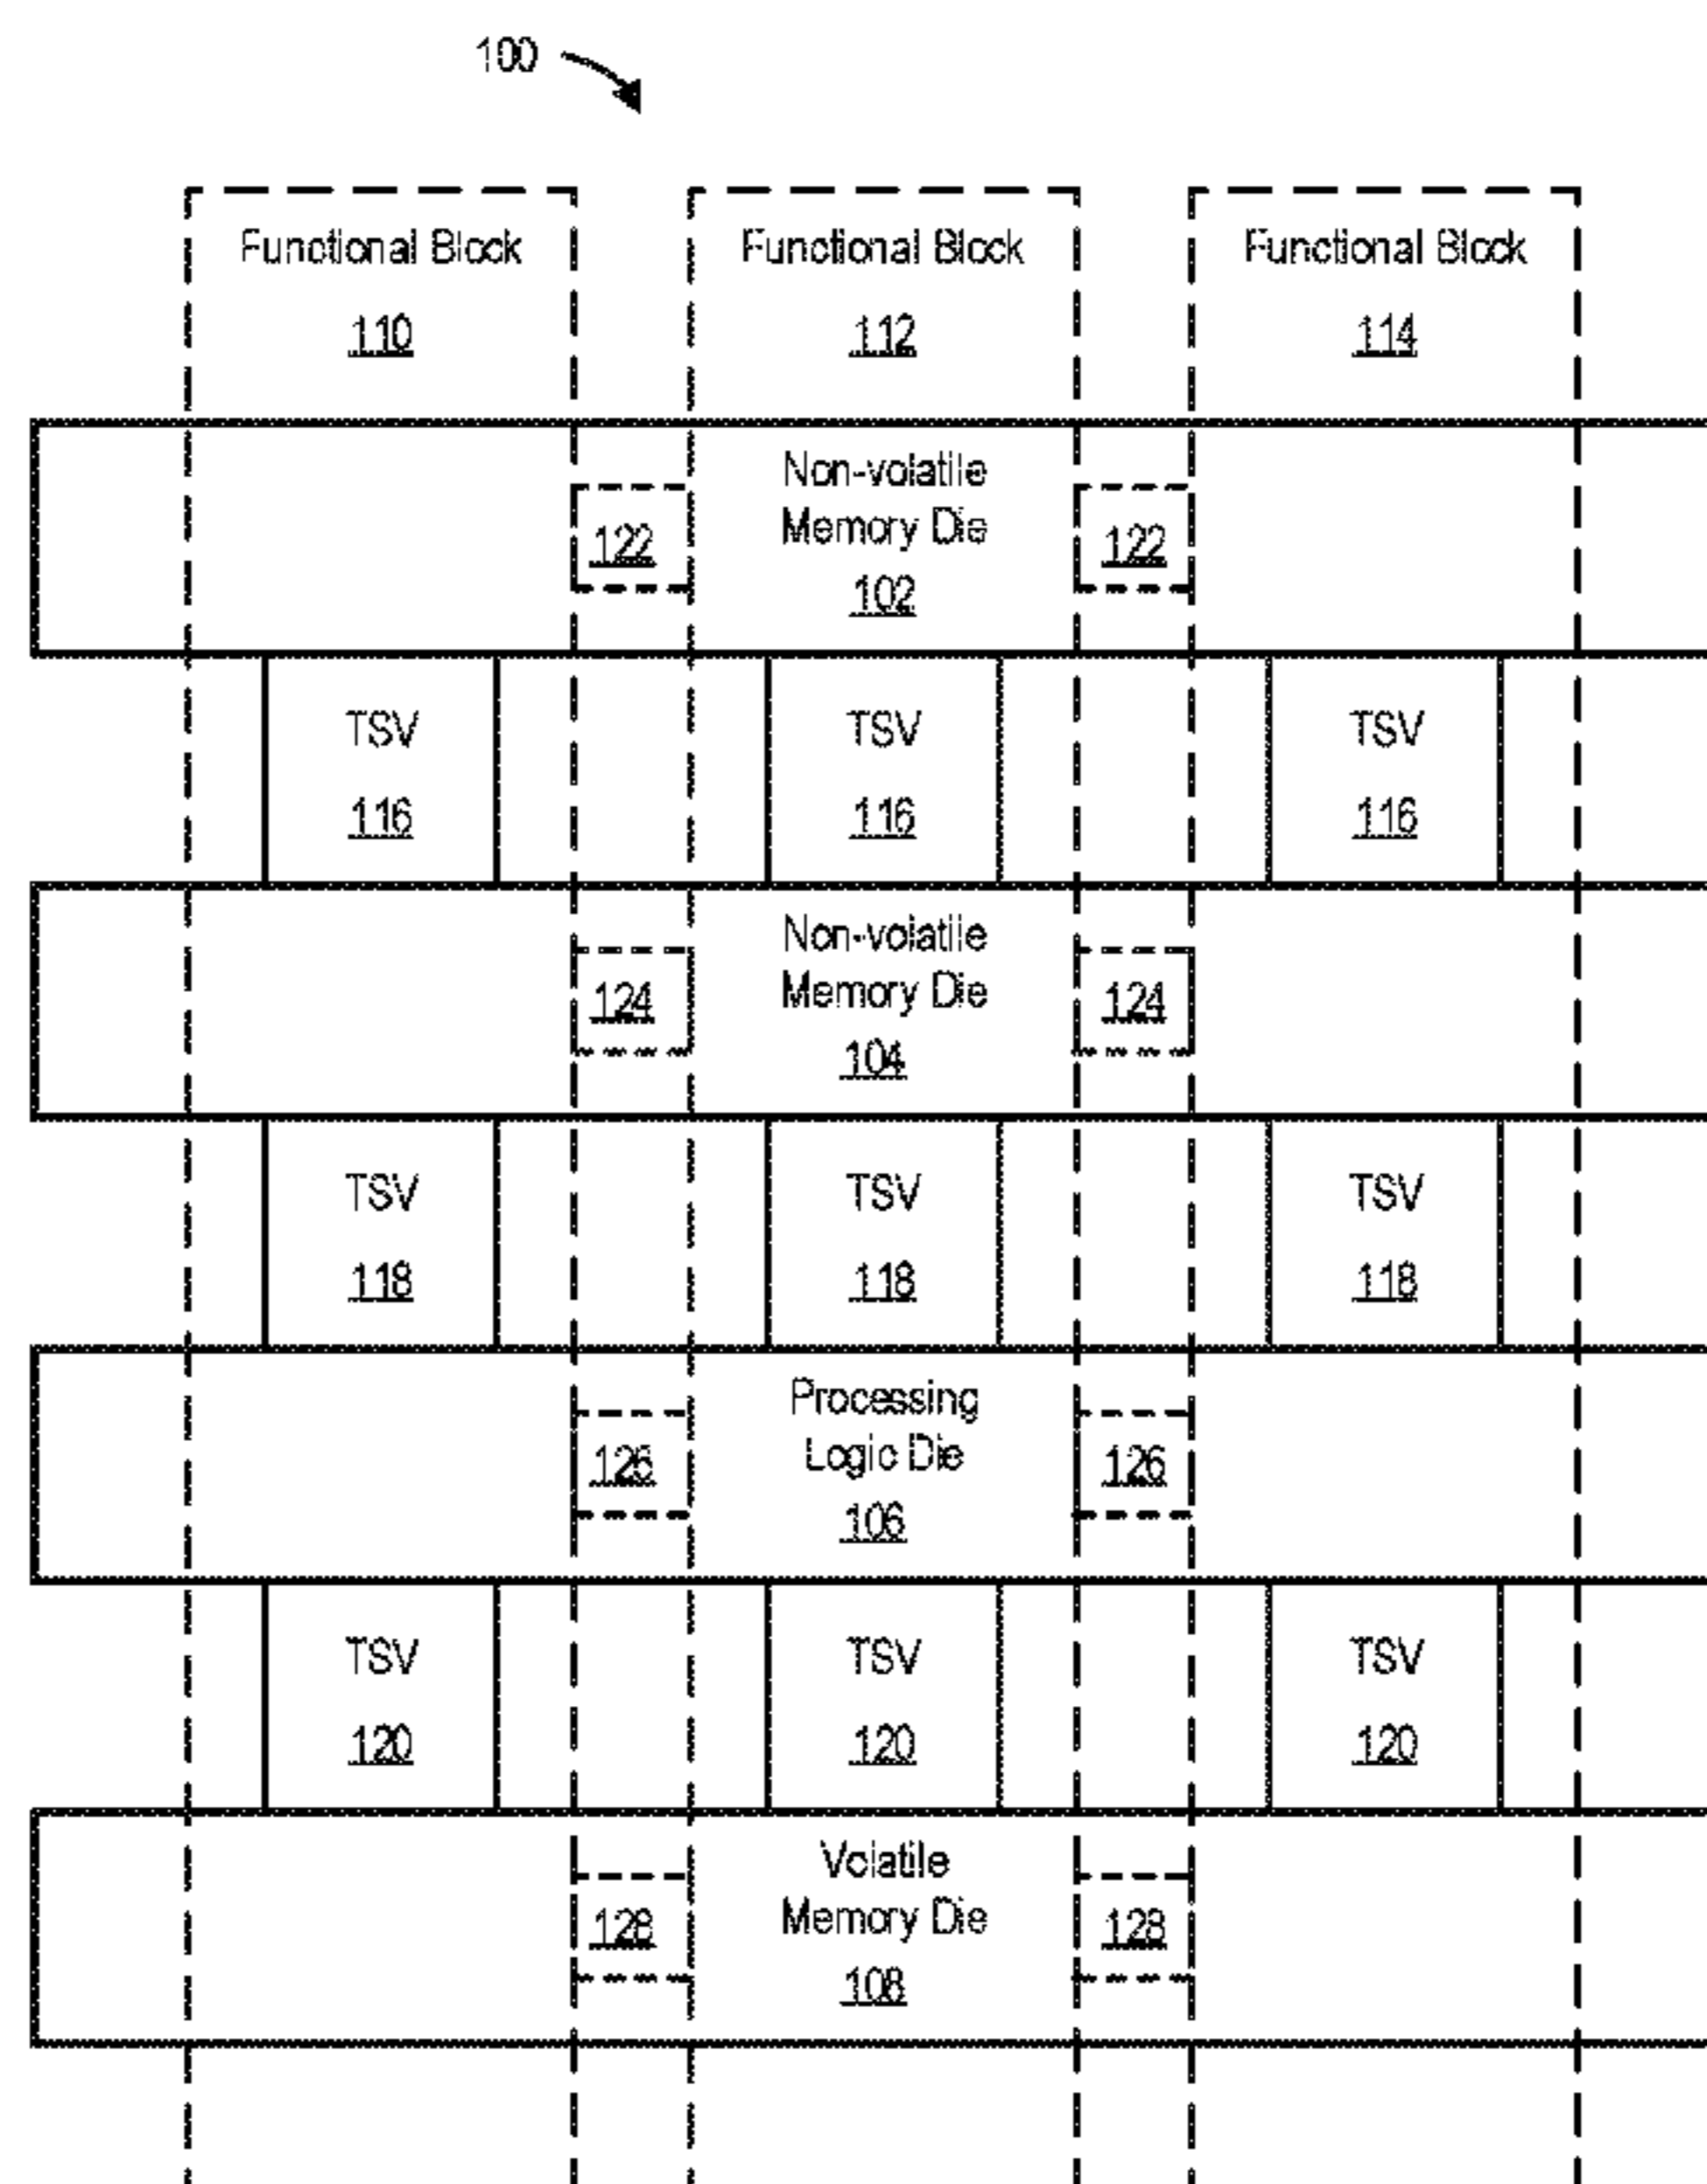 100
Functional Block Functional Block Functional Block
110 112 114
Non-volatile
Memory Die
122 122
102
TSV TSV TSV
116 116 116
Non-volatile
Memory Die
124 124
104
TSV TSV TSV
118 118 118
Processing
Logic Die
126 126
106
TSV TSV TSV
120 120 120
Volatile
Memory Die
128 128
108